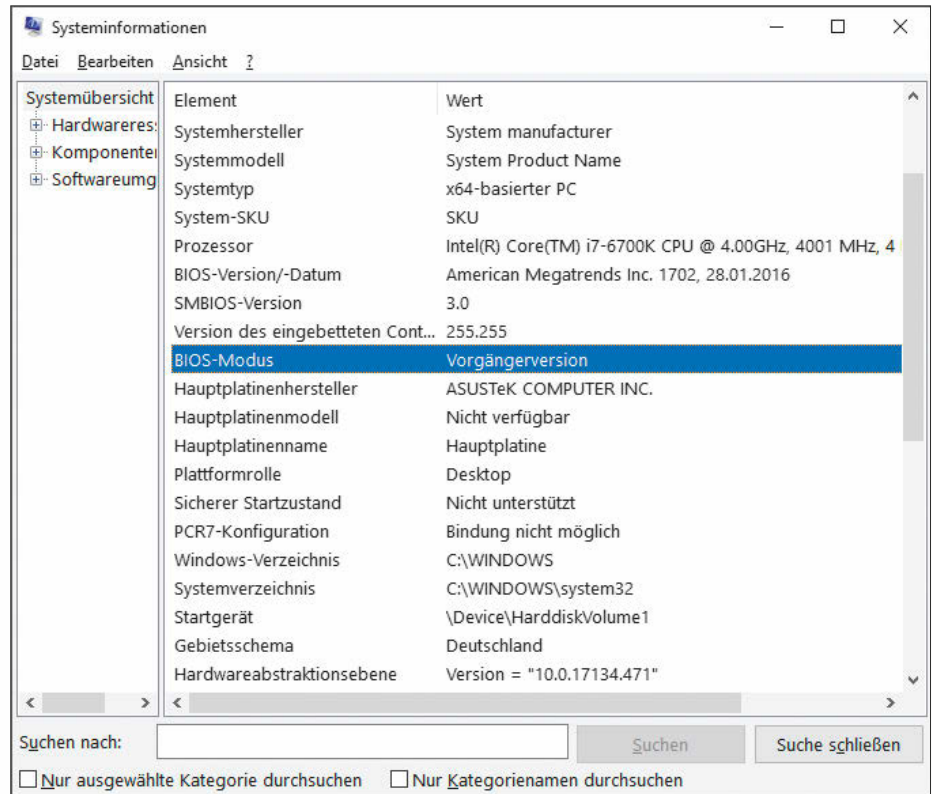 Systeminformationen
Datei Bearbeiten Ansicht ?
Systemübersicht
Hardwareres
Komponente
Softwareumg
Element Wert
Systemhersteller System manufacturer
Systemmodell System Product Name
Systemtyp x64-basierter PC
System-SKU SKU
Prozessor Intel(R) Core(TM) i7-6700K CPU @ 4.00GHz, 4001 MHz, 4
BIOS-Version/-Datum American Megatrends Inc. 1702, 28.01.2016
SMBIOS-Version 3.0
Version des eingebetteten Cont... 255.255
BIOS-Modus Vorgängerversion
Hauptplatinenhersteller ASUSTeK COMPUTER INC.
Hauptplatinenmodell Nicht verfügbar
Hauptplatinenname Hauptplatine
Plattformrolle Desktop
Sicherer Startzustand Nicht unterstützt
PCR7-Konfiguration Bindung nicht möglich
Windows-Verzeichnis C:\WINDOWS
Systemverzeichnis C:\WINDOWS\system32
Startgerät \Device\HarddiskVolume1
Gebietsschema Deutschland
Hardwareabstraktionsebene Version = "10.0.17134.471"
Suchen nach: Suchen Suche schließen
Nur ausgewählte Kategorie durchsuchen Nur Kategorienamen durchsuchen